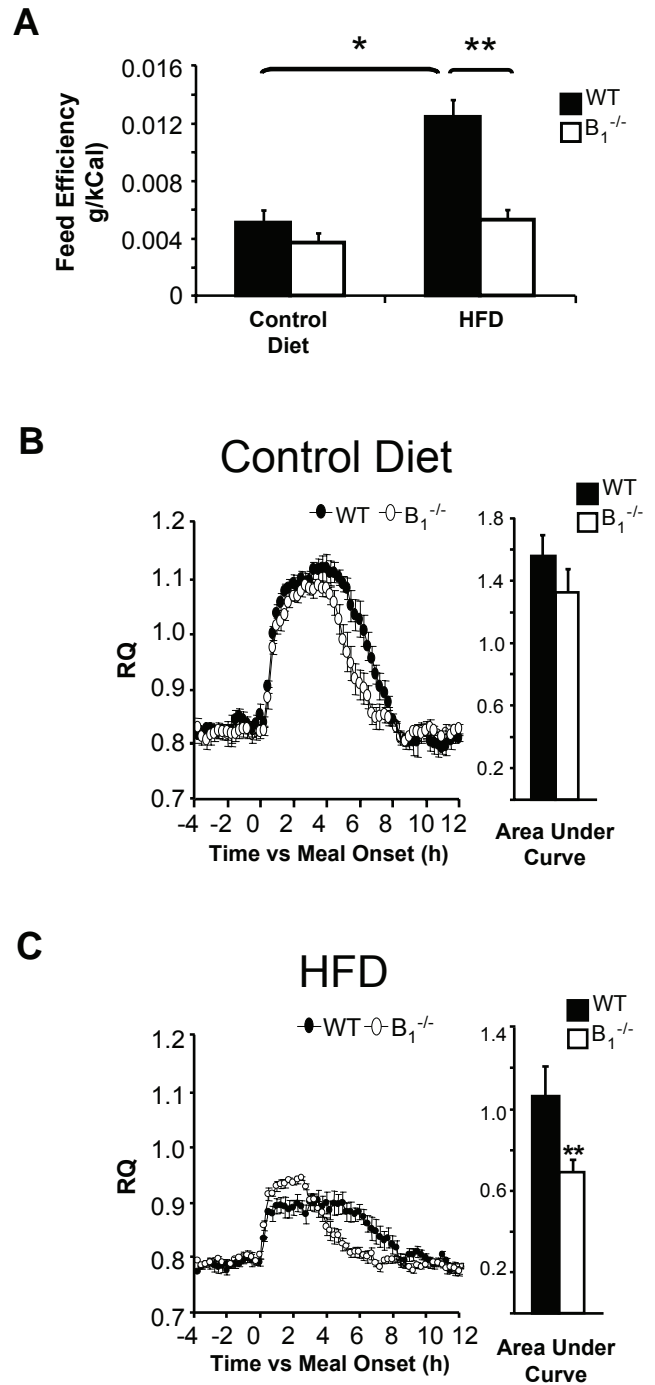 A
* **
0.016
0.012
0.008
0.004
0
Feed Efficiency
g/kCal)
WT
B1-/-
Control
Diet
HFD
B
Control Diet
WT B1-/-
1.2
1.1
1.0
0.9
0.8
0.7
RQ
-4 -2 0 2 4 6 8 10 12
Time vs Meal Onset (h)
WT
B1-/-
1.8
1.4
1.0
0.6
0.2
Area Under
Curve
C
HFD
WT B1-/-
1.2
1.1
1.0
0.9
0.8
0.7
RQ
-4 -2 0 2 4 6 8 10 12
Time vs Meal Onset (h)
WT
B1-/-
1.4
1.0
0.6
0.2
**
Area Under
Curve